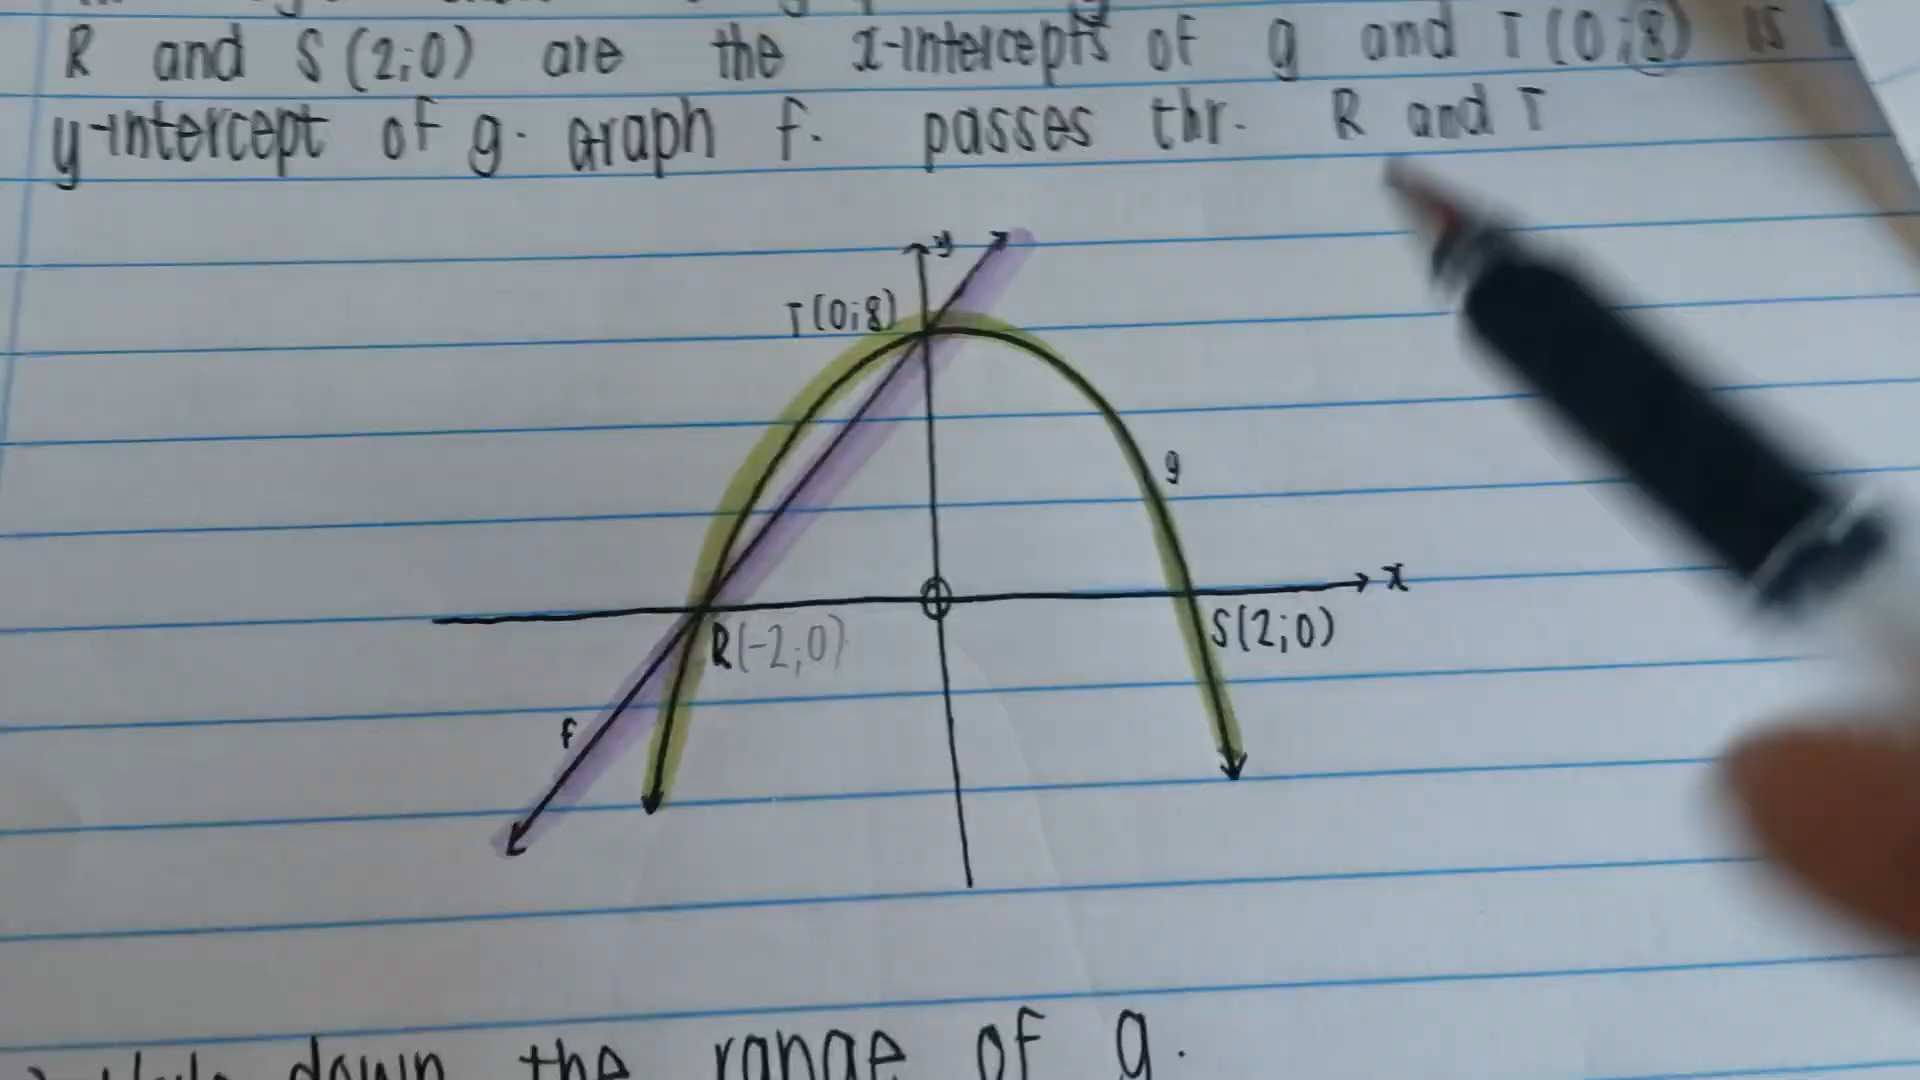 R and S(2;0) are the x-intercepts of g and T(0;8) is
y-intercept of g. Graph f. passes thr. R and T
y
T(0;8)
g
x
R(-2;0)
S(2;0)
f
down the range of g.